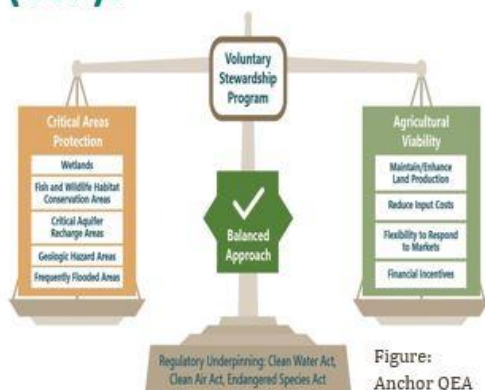 Voluntary
Stewardship
Program
Critical Areas
Protection
Wetlands
Fish and Wildlife Habitat
Conservation Areas
Critical Aquifer
Recharge Areas
Geologic Hazard Areas
Frequently Flooded Areas
Balanced
Approach
Agricultural
Viability
Maintain/Enhance
Land Production
Reduce Input Costs
Flexibility to Respond
to Markets
Financial Incentives
Regulatory Underpinning: Clean Water Act,
Clean Air Act, Endangered Species Act
Figure:
Anchor QEA